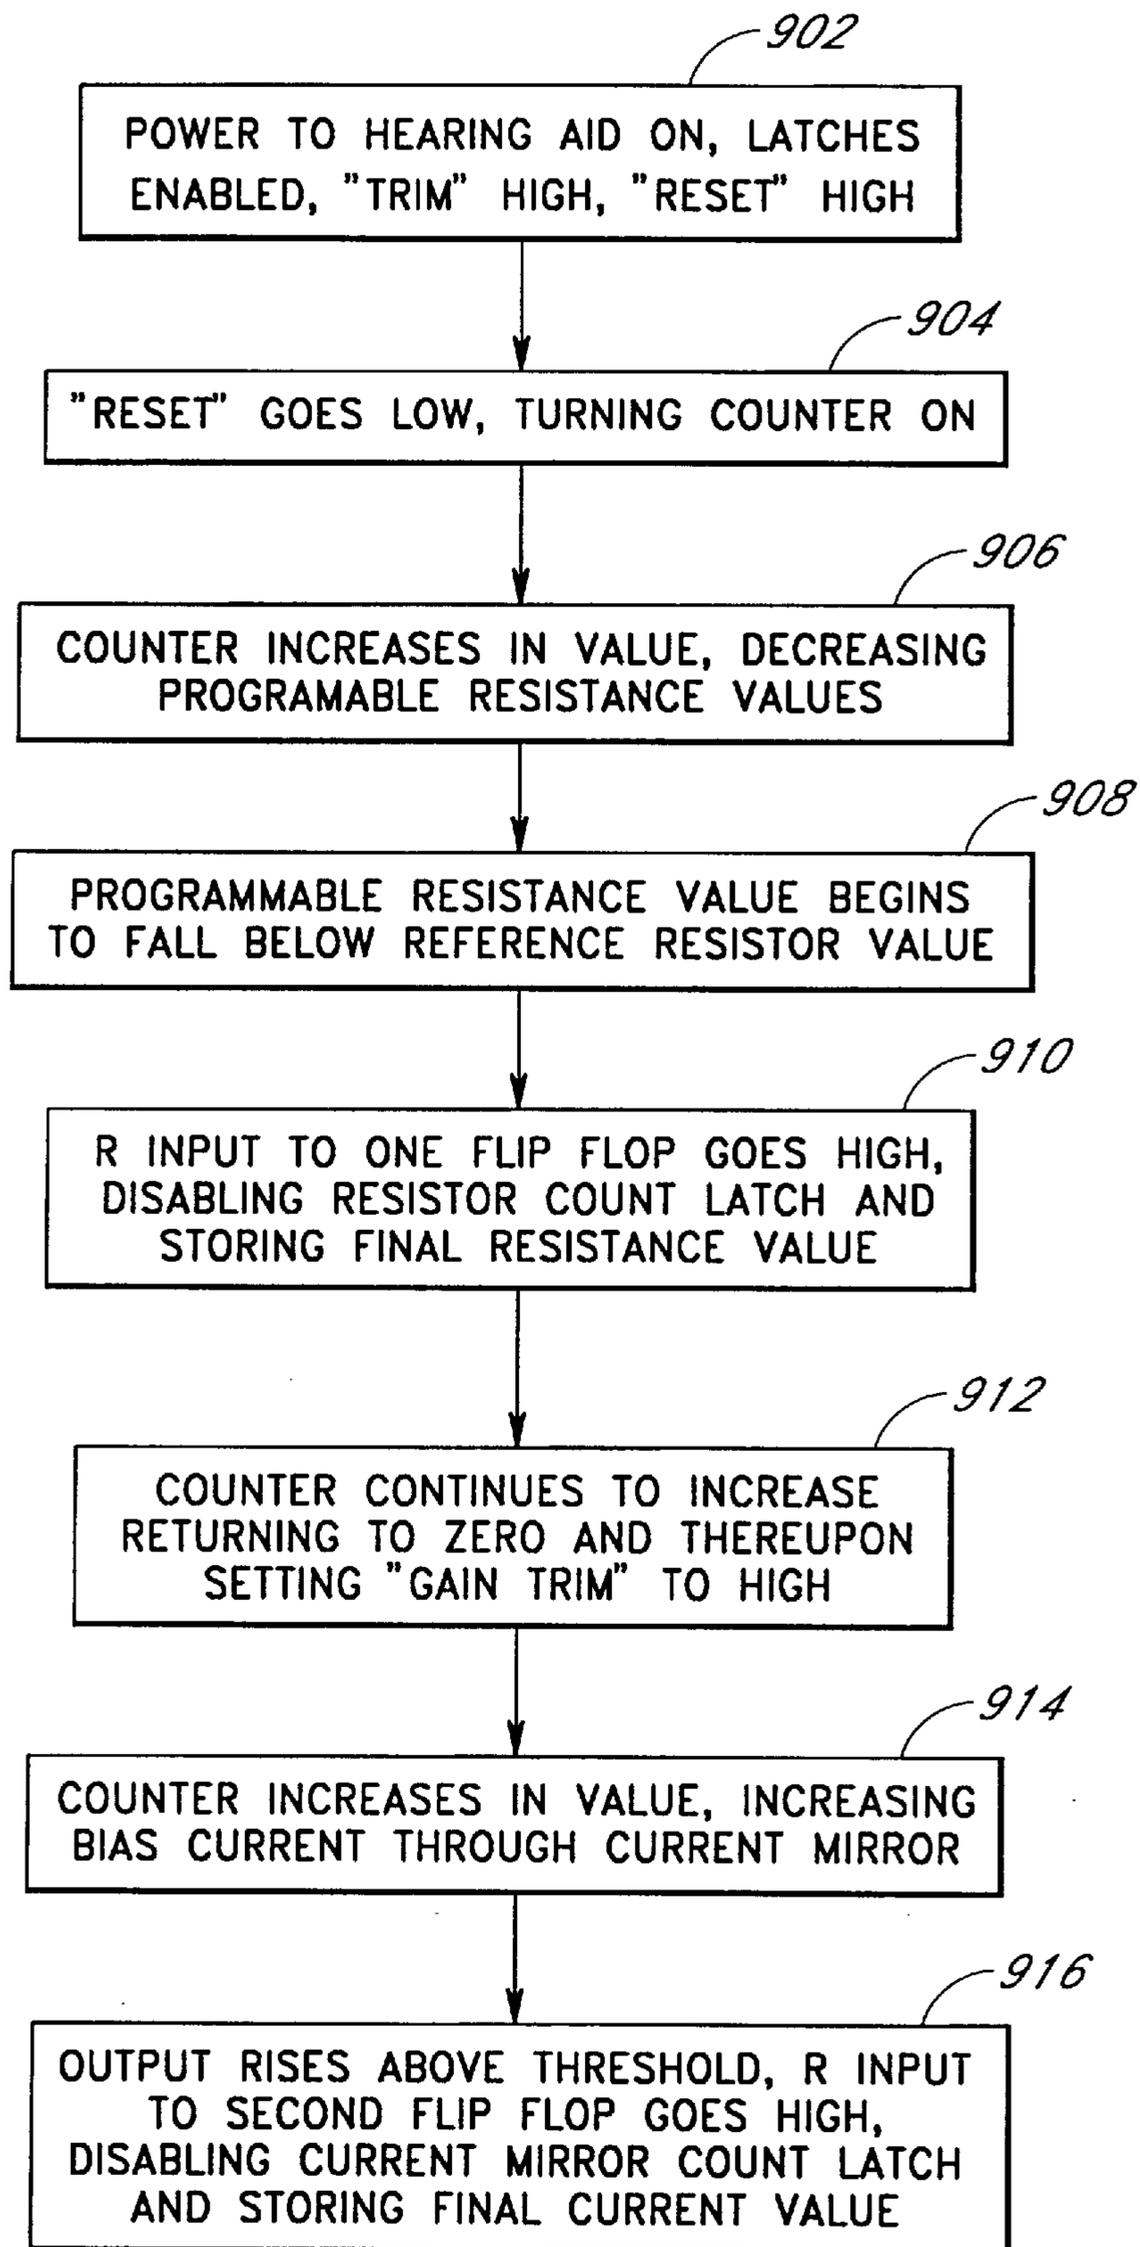 902
POWER TO HEARING AID ON, LATCHES
ENABLED, "TRIM" HIGH, "RESET" HIGH
904
"RESET" GOES LOW, TURNING COUNTER ON
906
COUNTER INCREASES IN VALUE, DECREASING
PROGRAMABLE RESISTANCE VALUES
908
PROGRAMMABLE RESISTANCE VALUE BEGINS
TO FALL BELOW REFERENCE RESISTOR VALUE
910
R INPUT TO ONE FLIP FLOP GOES HIGH,
DISABLING RESISTOR COUNT LATCH AND
STORING FINAL RESISTANCE VALUE
912
COUNTER CONTINUES TO INCREASE
RETURNING TO ZERO AND THEREUPON
SETTING "GAIN TRIM" TO HIGH
914
COUNTER INCREASES IN VALUE, INCREASING
BIAS CURRENT THROUGH CURRENT MIRROR
916
OUTPUT RISES ABOVE THRESHOLD, R INPUT
TO SECOND FLIP FLOP GOES HIGH,
DISABLING CURRENT MIRROR COUNT LATCH
AND STORING FINAL CURRENT VALUE